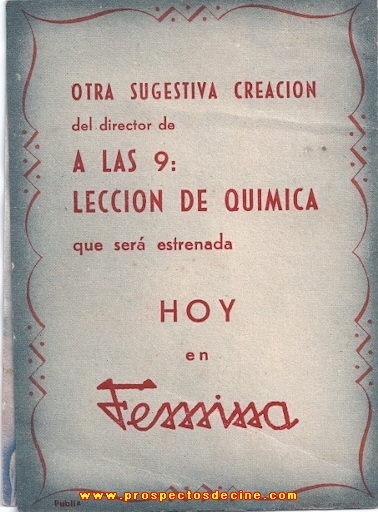 OTRA SUGESTIVA CREACION
del director de
A LAS 9:
LECCION DE QUIMICA
que será estrenada
HOY
en
Femina
Publix
www.prospectosdecine.com